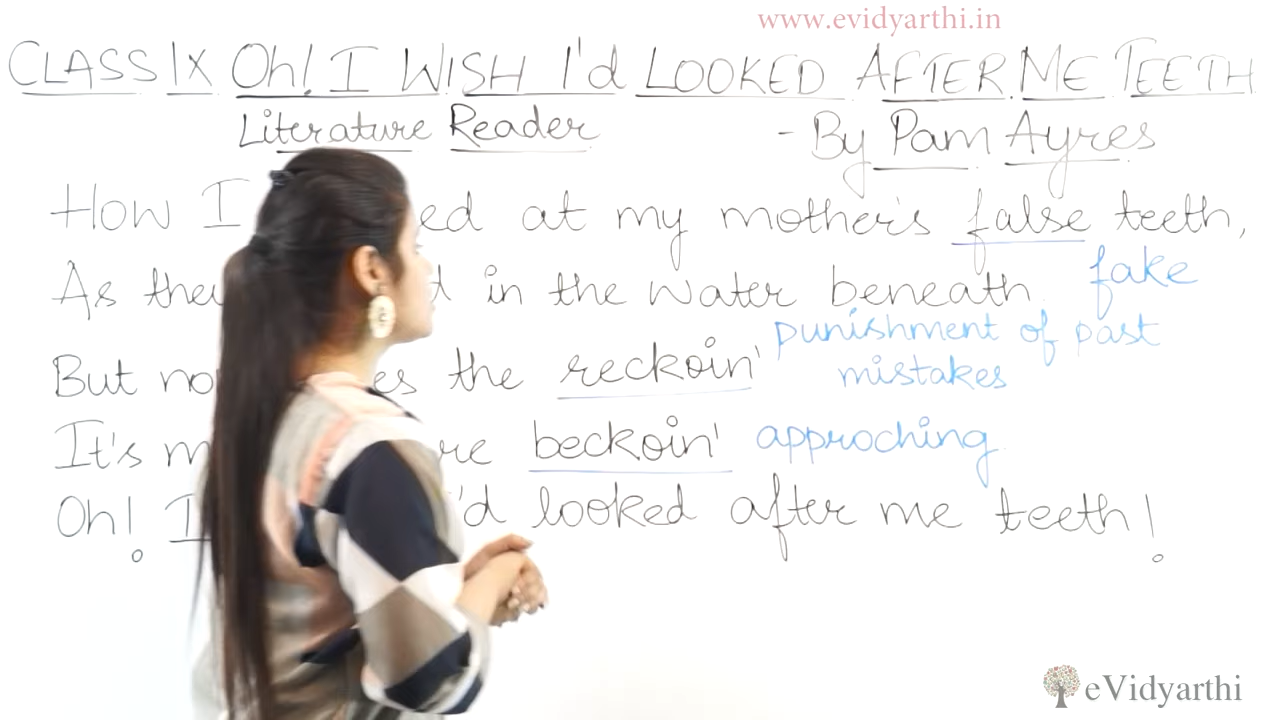 www.evidyarthi.in
CLASS IX Oh! I WISH I'd LOOKED AFTER ME TEETH
Literature Reader - By Pam Ayres
How I ed at my mother's false teeth,
As in the water beneath fake
punishment of past
But es the reckoin' mistakes
It's re beckoin' approching
Oh! I 'd looked after me teeth!
eVidyarthi